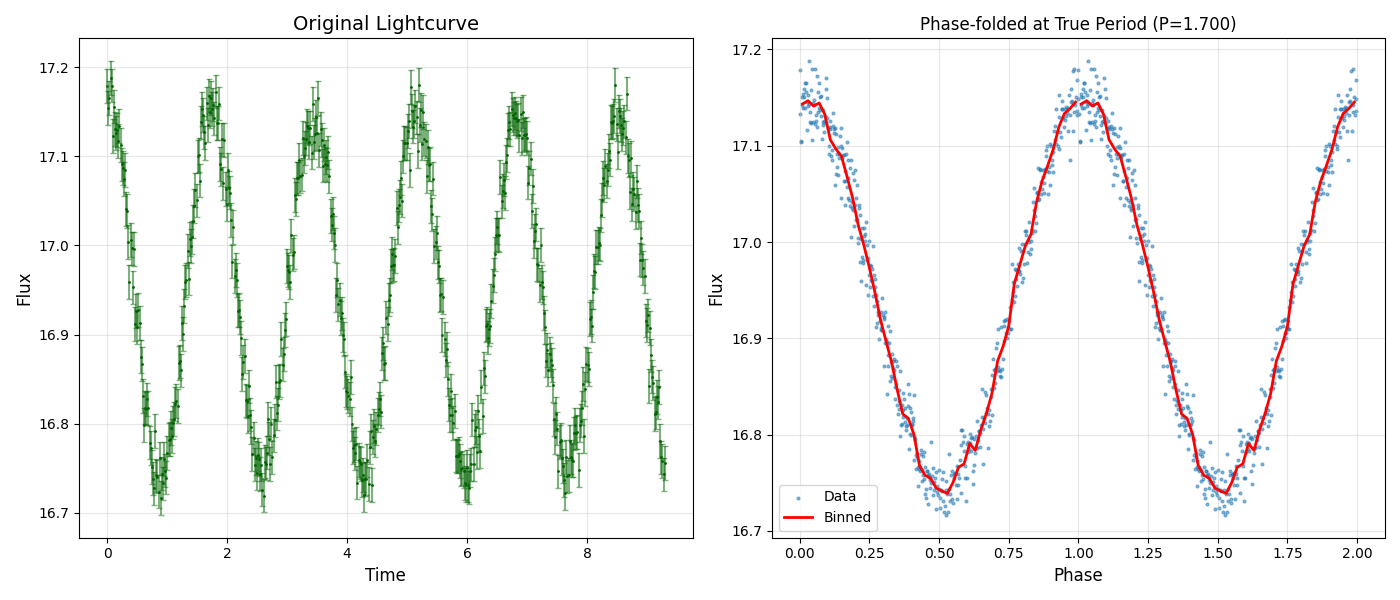 Original Lightcurve
17.2
17.1
17.0
16.9
16.8
16.7
Flux
0 2 4 6 8
Time
Phase-folded at True Period (P=1.700)
17.2
17.1
17.0
16.9
16.8
16.7
Flux
Data
Binned
0.00 0.25 0.50 0.75 1.00 1.25 1.50 1.75 2.00
Phase